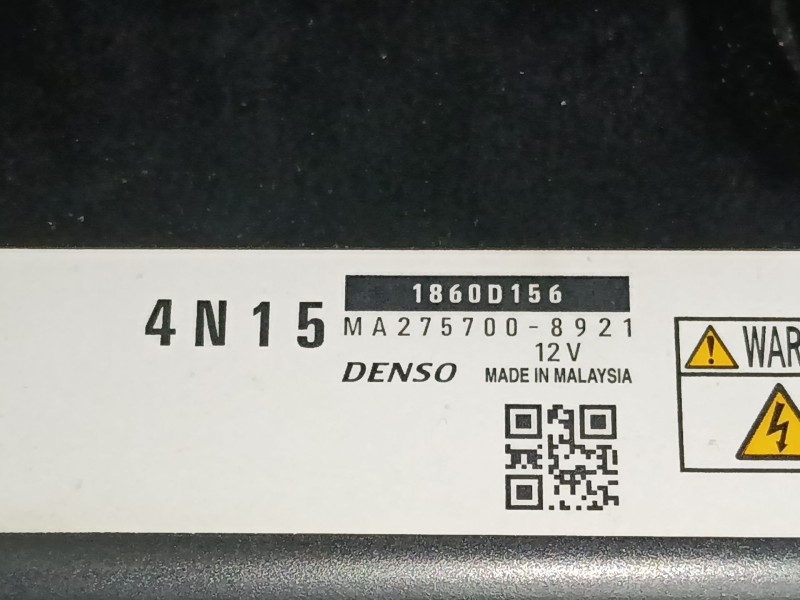 4N15
1860D156
MA275700-8921
12V
DENSO MADE IN MALAYSIA
WAR